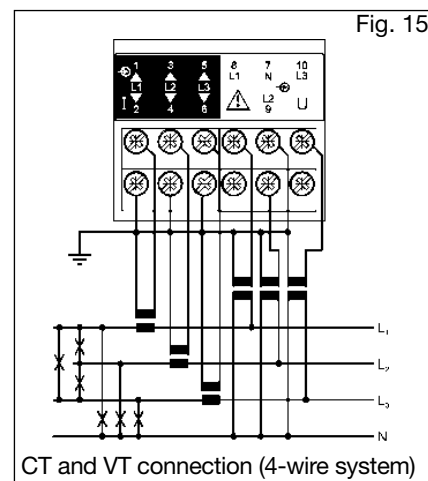 Fig. 15
1 3 5 8 7 10
L1 N L3
L1 L2 L3
L2
I 2 4 6 9 U
L1
L2
L3
N
CT and VT connection (4-wire system)